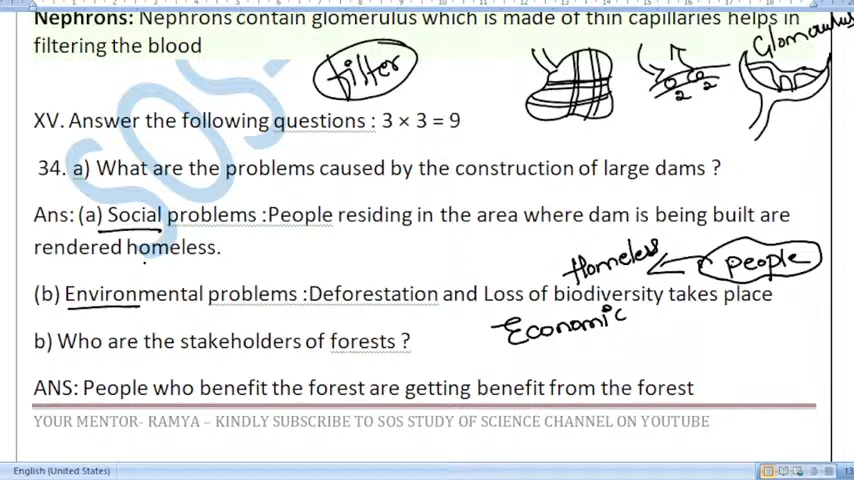 Nephrons: Nephrons contain glomerulus which is made of thin capillaries helps in
filtering the blood
filter
Glomaulus
2 2
XV. Answer the following questions : 3 × 3 = 9
34. a) What are the problems caused by the construction of large dams ?
Ans: (a) Social problems :People residing in the area where dam is being built are
rendered homeless.
Homeless
people
(b) Environmental problems :Deforestation and Loss of biodiversity takes place
Economic
b) Who are the stakeholders of forests ?
ANS: People who benefit the forest are getting benefit from the forest
YOUR MENTOR- RAMYA – KINDLY SUBSCRIBE TO SOS STUDY OF SCIENCE CHANNEL ON YOUTUBE
English (United States)